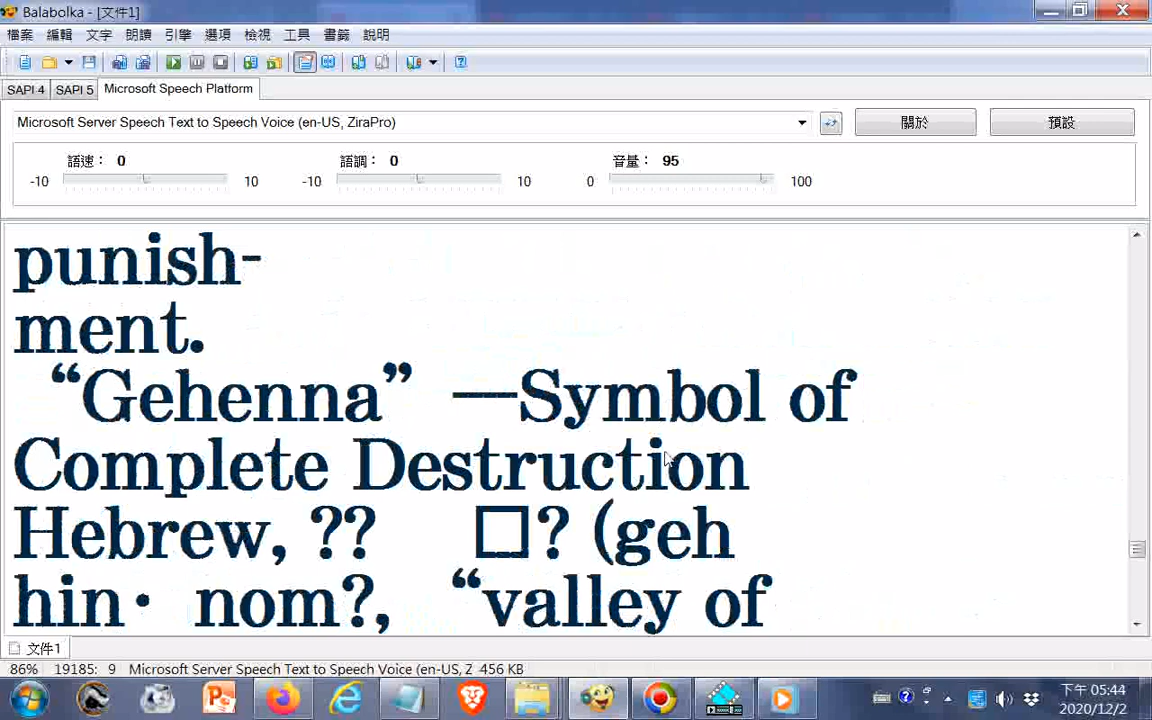 Balabolka - [文件1]
檔案 編輯 文字 朗讀 引擎 選項 檢視 工具 書籤 說明
SAPI 4 SAPI 5 Microsoft Speech Platform
Microsoft Server Speech Text to Speech Voice (en-US, ZiraPro) 關於 預設
語速: 0 語調: 0 音量: 95
-10 10 -10 10 0 100
punish-
ment.
“Gehenna” —Symbol of
Complete Destruction
Hebrew, ?? □? (geh
hin· nom?, “valley of
文件1
86% 19185: 9 Microsoft Server Speech Text to Speech Voice (en-US, Z 456 KB
下午 05:44
2020/12/2